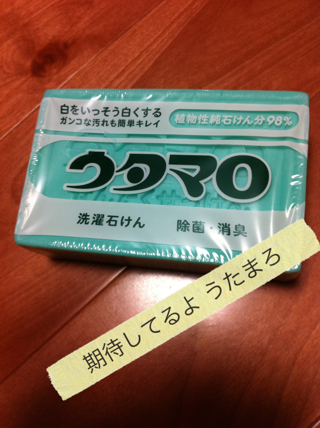 白をいっそう白くする
ガンコな汚れも簡単キレイ
植物性純石けん分98%
ウタマロ
洗濯石けん 除菌・消臭
期待してるよ うたまろ